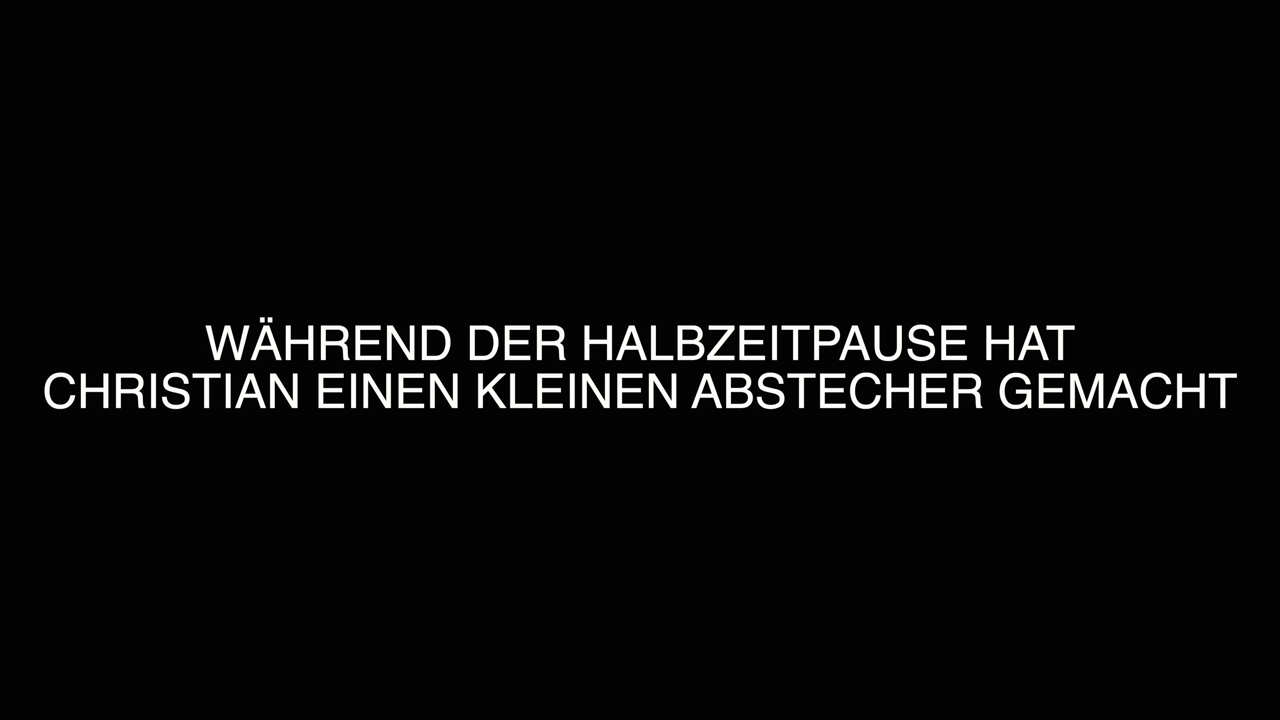 WÄHREND DER HALBZEITPAUSE HAT
CHRISTIAN EINEN KLEINEN ABSTECHER GEMACHT